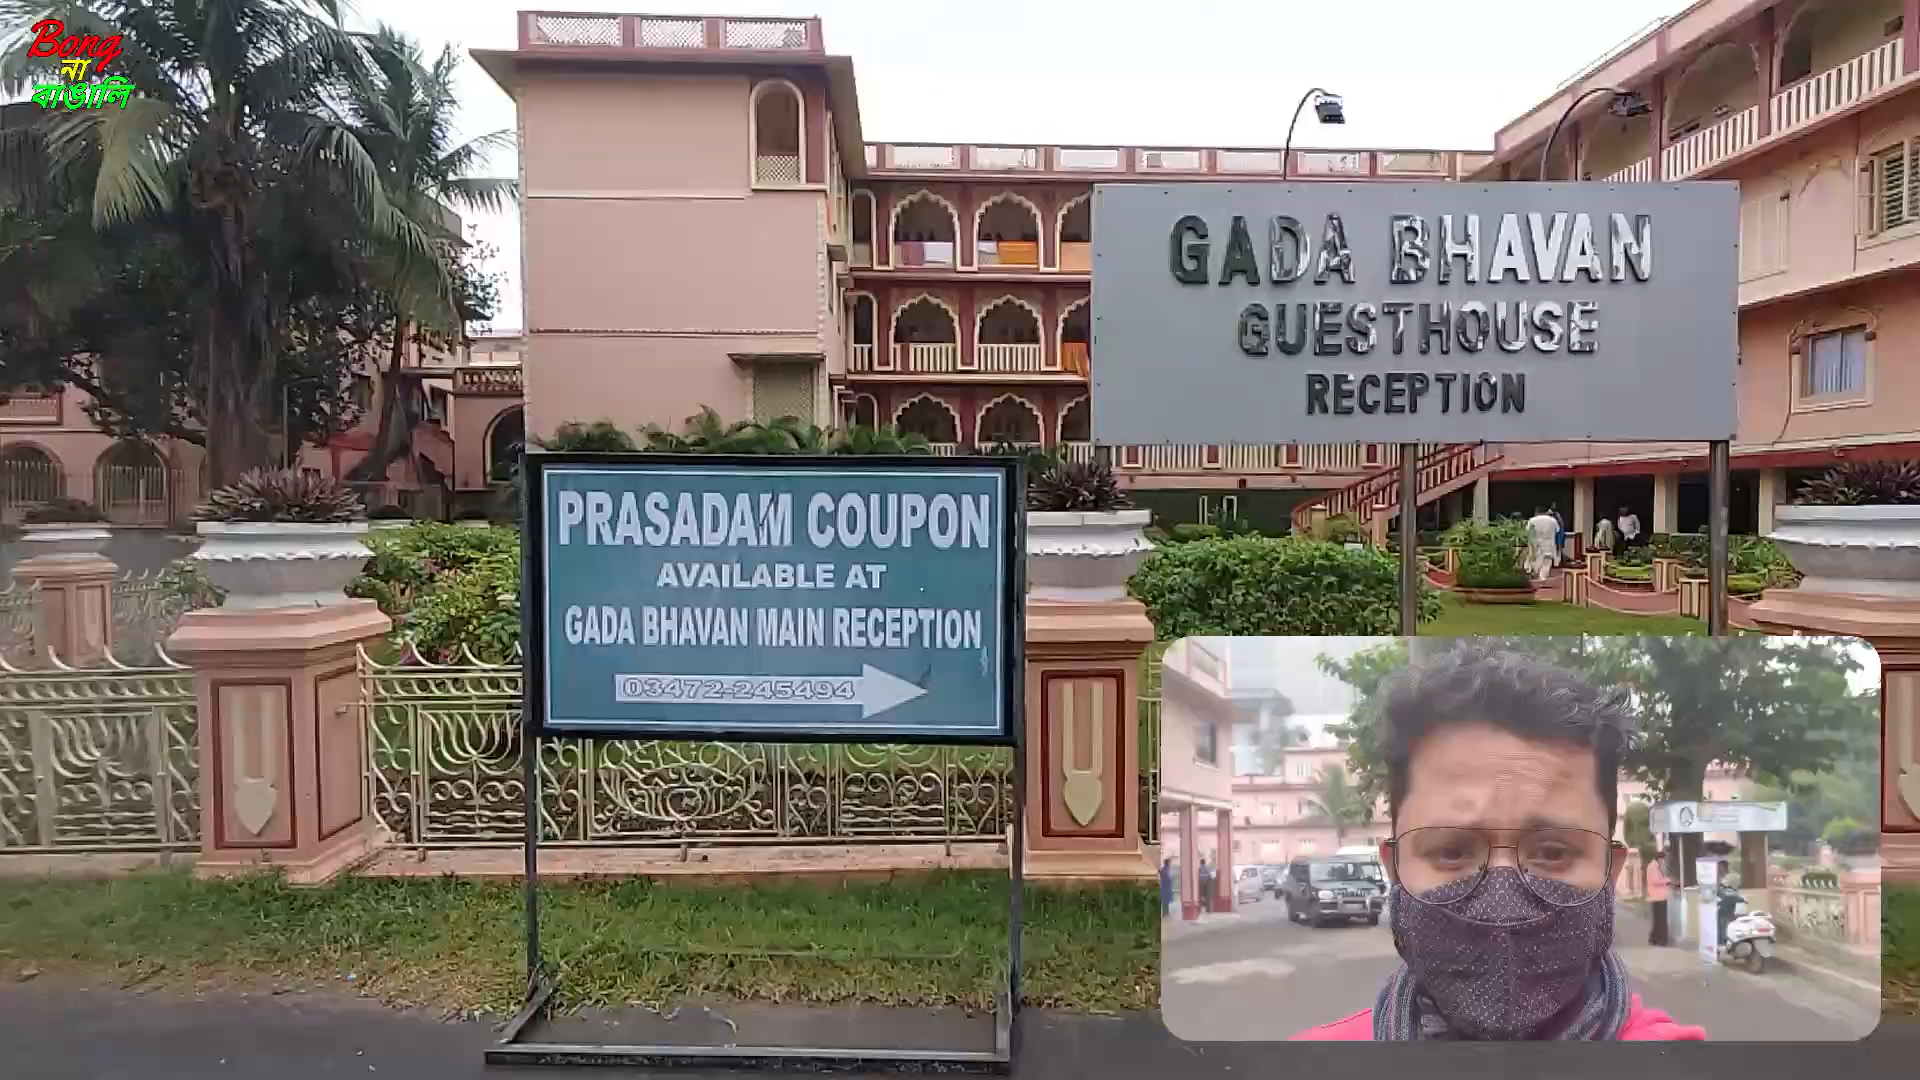 Bong
না
বাঙালি
GADA BHAVAN
GUESTHOUSE
RECEPTION
PRASADAM COUPON
AVAILABLE AT
GADA BHAVAN MAIN RECEPTION
03472-245494